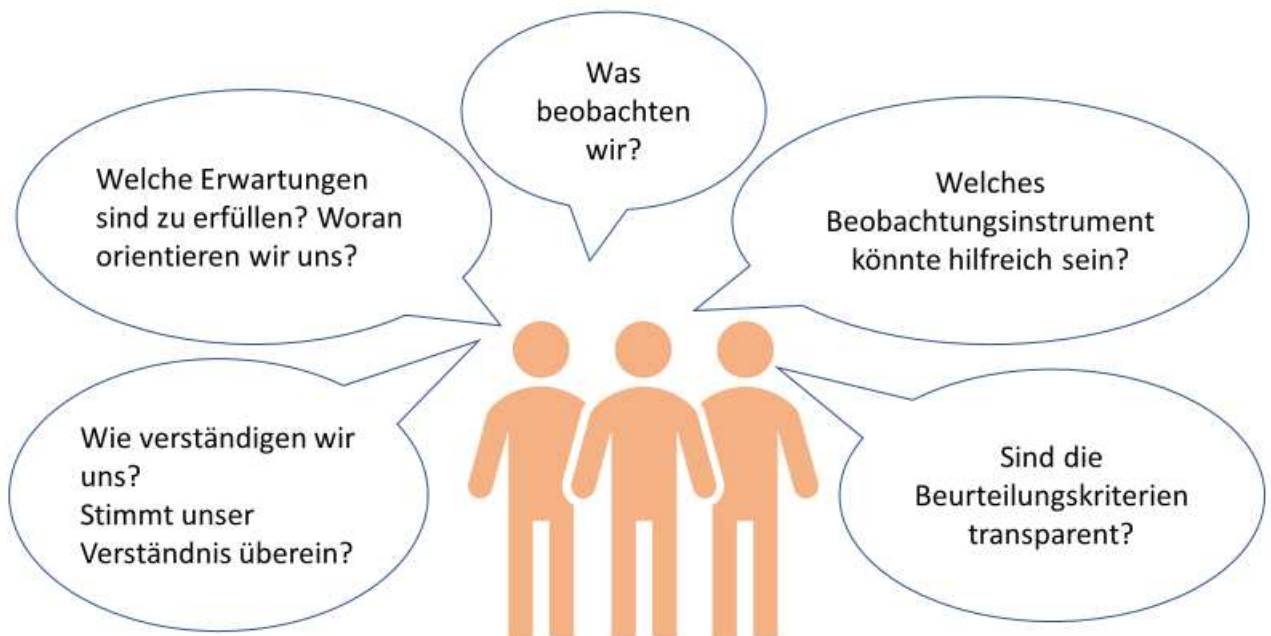 Was
beobachten
wir?
Welche Erwartungen
sind zu erfüllen? Woran
orientieren wir uns?
Welches
Beobachtungsinstrument
könnte hilfreich sein?
Wie verständigen wir
uns?
Stimmt unser
Verständnis überein?
Sind die
Beurteilungskriterien
transparent?